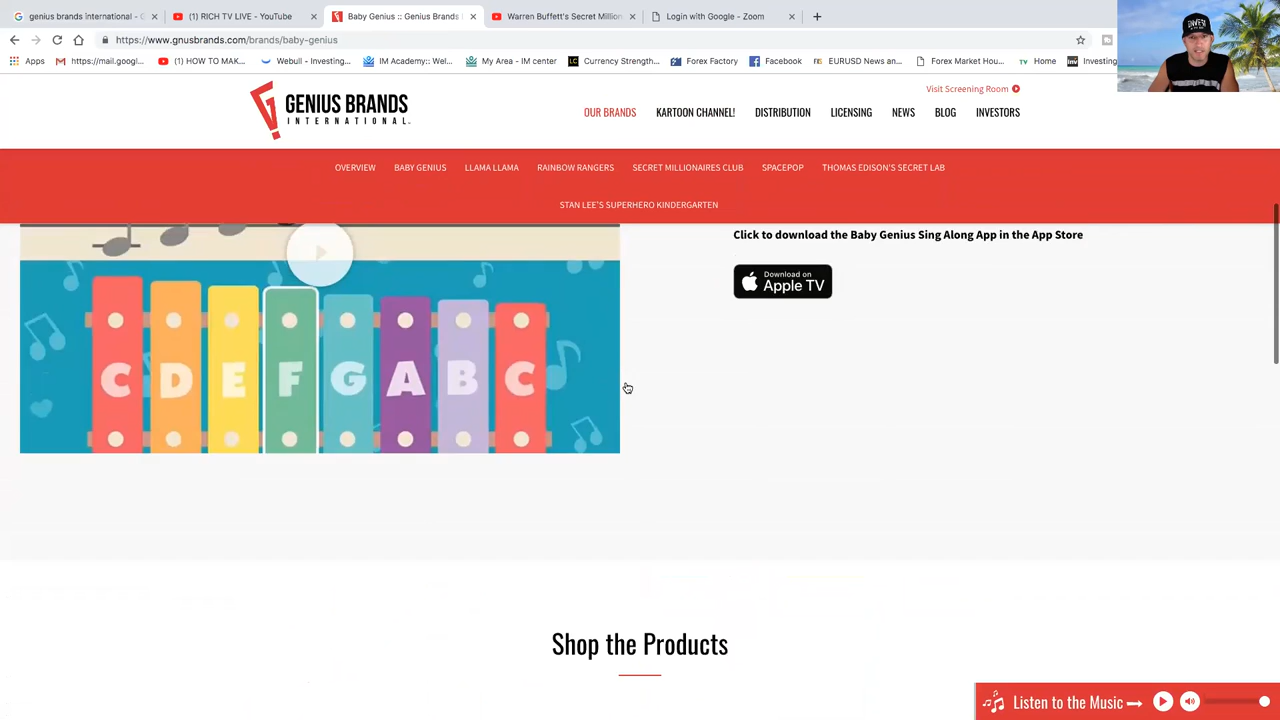 genius brands international - G
(1) RICH TV LIVE - YouTube
Baby Genius :: Genius Brands
Warren Buffett's Secret Million
Login with Google - Zoom
https://www.gnusbrands.com/brands/baby-genius
Apps
https://mail.googl...
(1) HOW TO MAK...
Webull - Investing...
IM Academy:: Wel...
My Area - IM center
LC Currency Strength...
Forex Factory
Facebook
EURUSD News an...
Forex Market Hou...
TV Home
Investing
INVEST
Visit Screening Room
GENIUS BRANDS
INTERNATIONAL
OUR BRANDS KARTOON CHANNEL! DISTRIBUTION LICENSING NEWS BLOG INVESTORS
OVERVIEW BABY GENIUS LLAMA LLAMA RAINBOW RANGERS SECRET MILLIONAIRES CLUB SPACEPOP THOMAS EDISON'S SECRET LAB
STAN LEE'S SUPERHERO KINDERGARTEN
Click to download the Baby Genius Sing Along App in the App Store
Download on
Apple TV
C D E F G A B C
Shop the Products
Listen to the Music